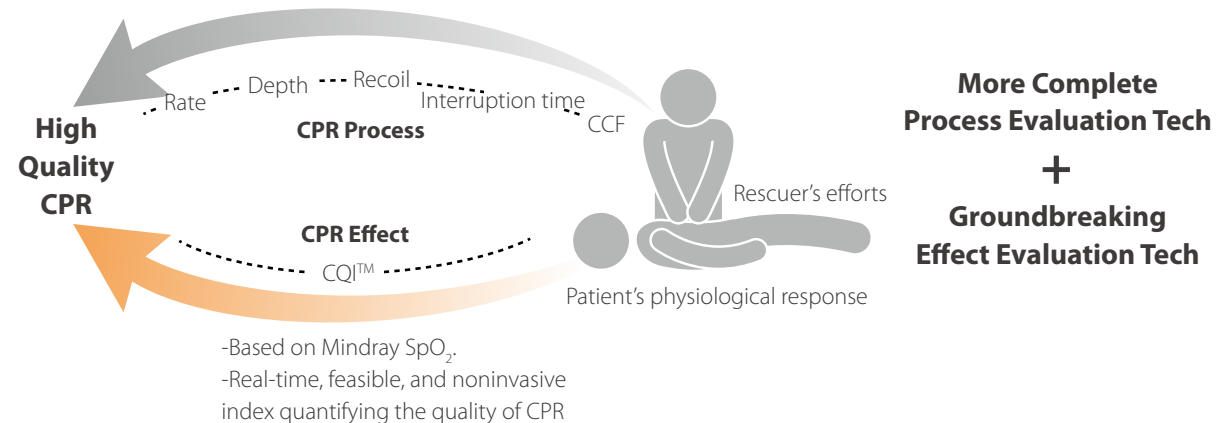 Rate
Depth
Recoil
Interruption time
CCF
CPR Process
High
Quality
CPR
CPR Effect
CQI™
Rescuer’s efforts
Patient’s physiological response
-Based on Mindray SpO₂.
-Real-time, feasible, and noninvasive
index quantifying the quality of CPR
More Complete
Process Evaluation Tech
+
Groundbreaking
Effect Evaluation Tech